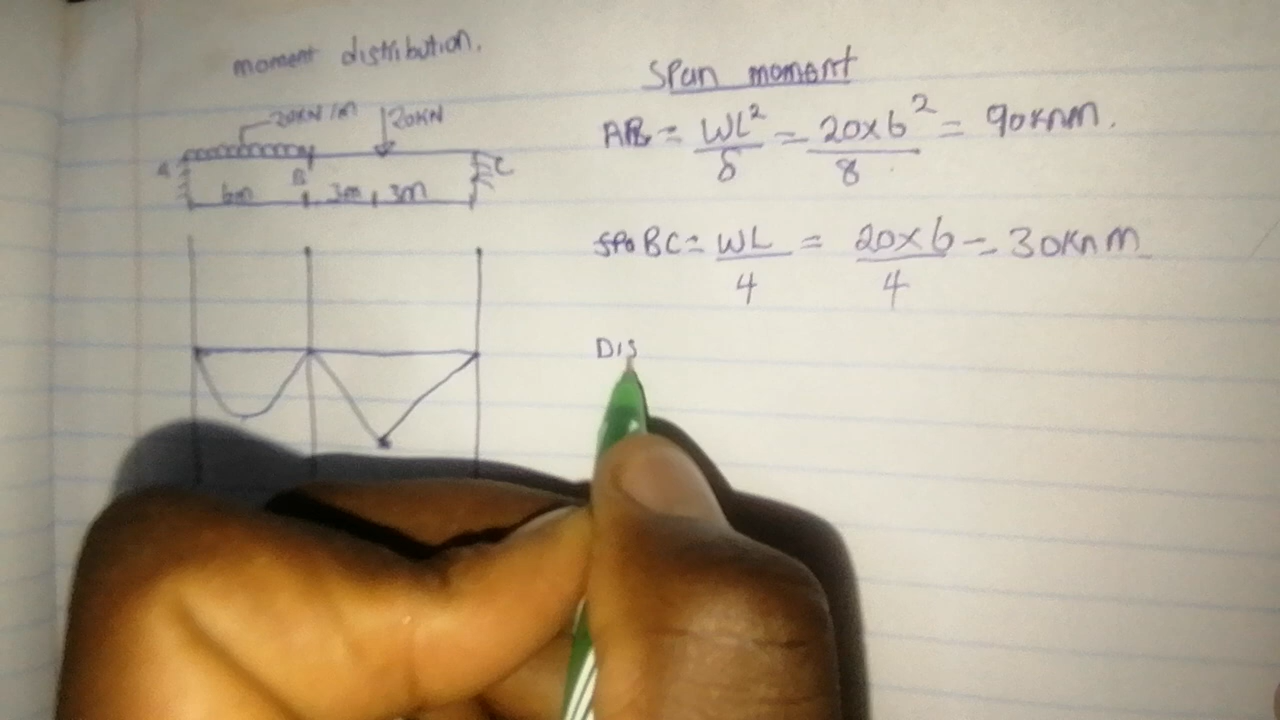 moment distribution.
20KN/m 20KN
A B C
6m 3m 3m
Span moment
AB = WL² / 8 = 20x6² / 8 = 90KNM.
BC = WL / 4 = 20x6 / 4 = 30KNM
DIS